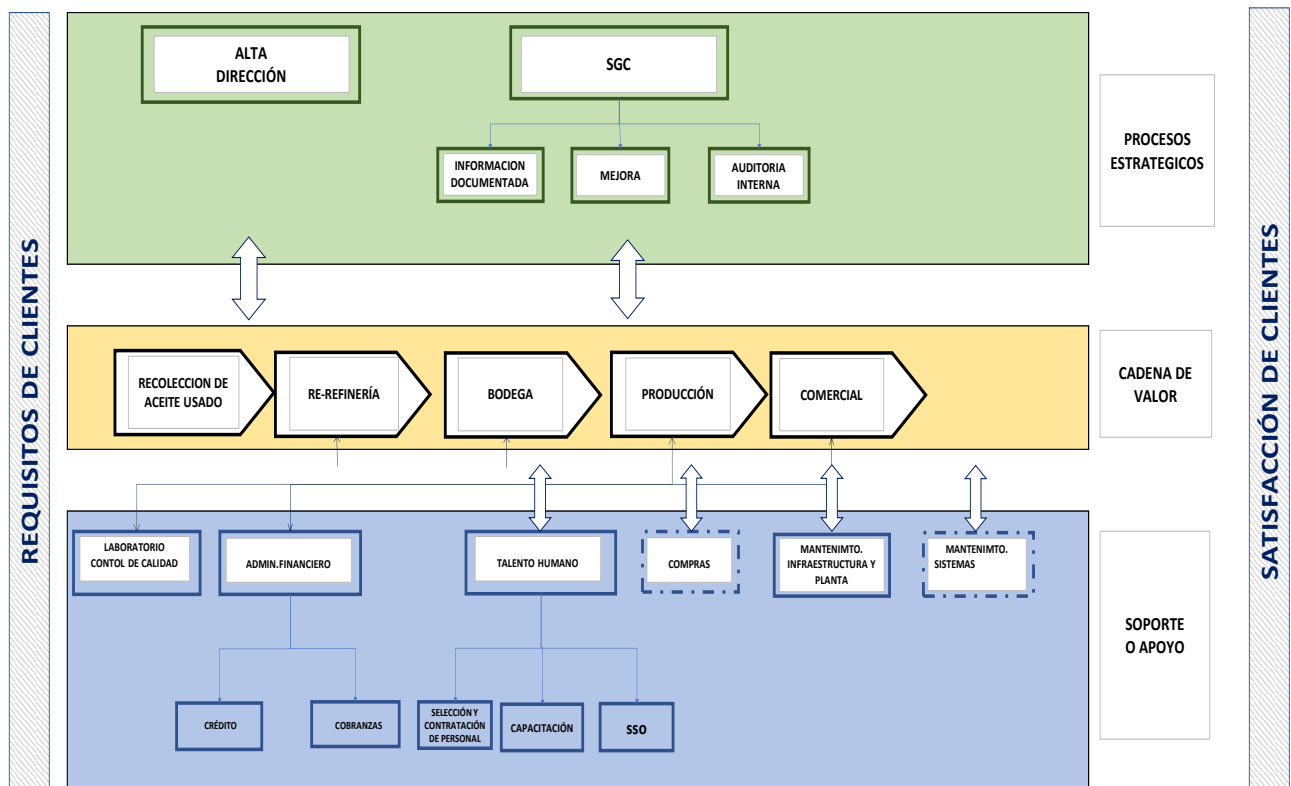 REQUISITOS DE CLIENTES
ALTA
DIRECCIÓN
SGC
INFORMACION
DOCUMENTADA
MEJORA
AUDITORIA
INTERNA
PROCESOS
ESTRATEGICOS
RECOLECCION DE
ACEITE USADO
RE-REFINERÍA
BODEGA
PRODUCCIÓN
COMERCIAL
CADENA DE
VALOR
LABORATORIO
CONTOL DE CALIDAD
ADMIN.FINANCIERO
TALENTO HUMANO
COMPRAS
MANTENIMTO.
INFRAESTRUCTURA Y
PLANTA
MANTENIMTO.
SISTEMAS
CRÉDITO
COBRANZAS
SELECCIÓN Y
CONTRATACIÓN
DE PERSONAL
CAPACITACIÓN
SSO
SOPORTE
O APOYO
SATISFACCIÓN DE CLIENTES